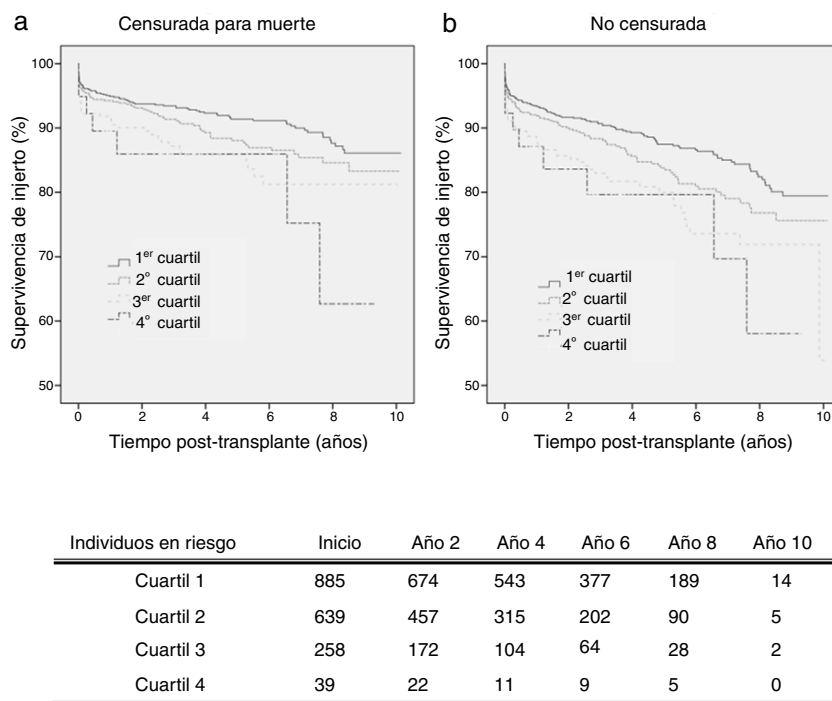 a
Censurada para muerte
Supervivencia de injerto (%)
100
90
80
70
60
50
1er cuartil
2º cuartil
3er cuartil
4º cuartil
0 2 4 6 8 10
Tiempo post-transplante (años)
b
No censurada
Supervivencia de injerto (%)
100
90
80
70
60
50
1er cuartil
2º cuartil
3er cuartil
4º cuartil
0 2 4 6 8 10
Tiempo post-transplante (años)
Individuos en riesgo Inicio Año 2 Año 4 Año 6 Año 8 Año 10
Cuartil 1 885 674 543 377 189 14
Cuartil 2 639 457 315 202 90 5
Cuartil 3 258 172 104 64 28 2
Cuartil 4 39 22 11 9 5 0